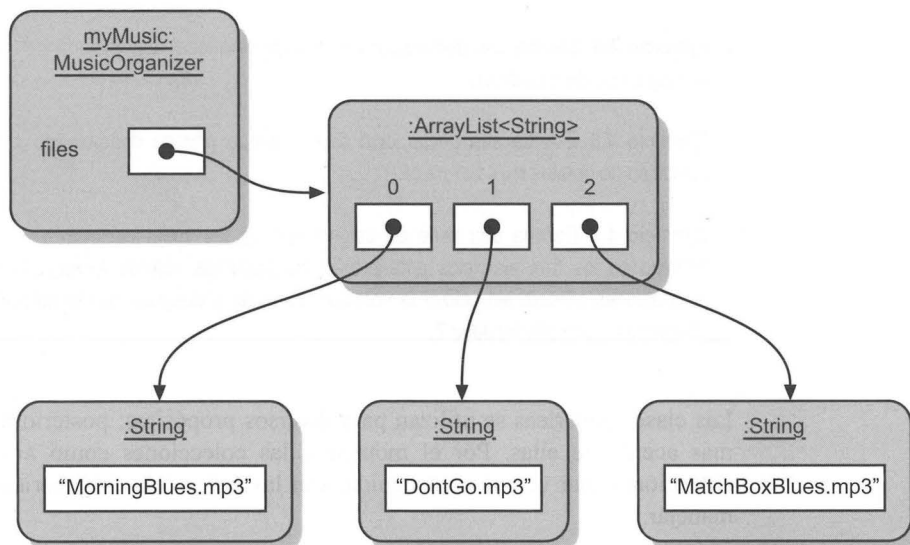 myMusic:
MusicOrganizer
files
:ArrayList<String>
0 1 2
:String
"MorningBlues.mp3"
:String
"DontGo.mp3"
:String
"MatchBoxBlues.mp3"